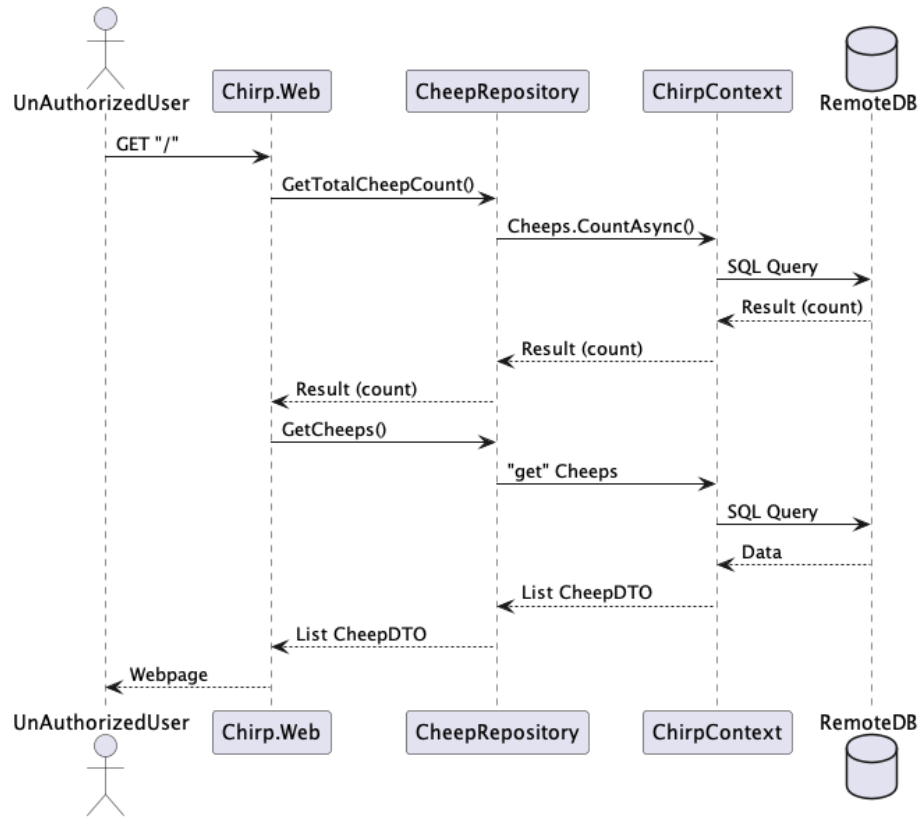 UnAuthorizedUser
Chirp.Web
CheepRepository
ChirpContext
RemoteDB
GET "/"
GetTotalCheepCount()
Cheeps.CountAsync()
SQL Query
Result (count)
Result (count)
Result (count)
GetCheeps()
"get" Cheeps
SQL Query
Data
List CheepDTO
List CheepDTO
Webpage
UnAuthorizedUser
Chirp.Web
CheepRepository
ChirpContext
RemoteDB